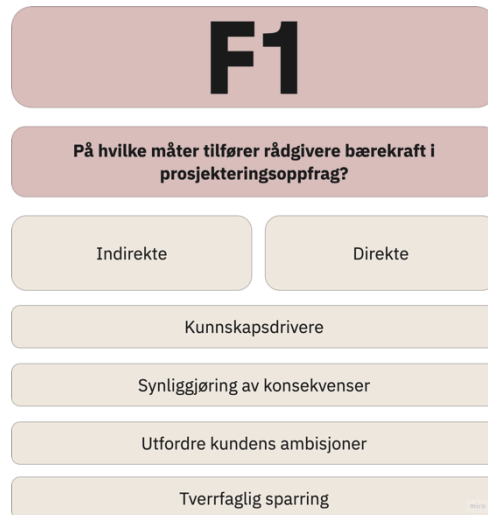 F1
På hvilke måter tilfører rådgivere bærekraft i
prosjekteringsoppfrag?
Indirekte
Direkte
Kunnskapsdrivere
Synliggjøring av konsekvenser
Utfordre kundens ambisjoner
Tverrfaglig sparring
miro